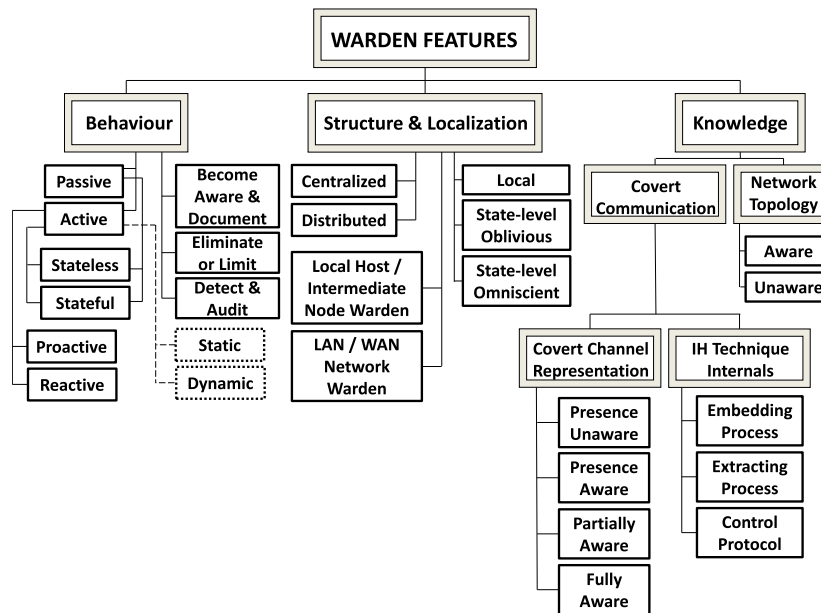 WARDEN FEATURES
Behaviour
Structure & Localization
Knowledge
Passive
Active
Stateless
Stateful
Proactive
Reactive
Become
Aware &
Document
Eliminate
or Limit
Detect &
Audit
Static
Dynamic
Centralized
Distributed
Local Host /
Intermediate
Node Warden
LAN / WAN
Network
Warden
Local
State-level
Oblivious
State-level
Omniscient
Covert
Communication
Network
Topology
Aware
Unaware
Covert Channel
Representation
IH Technique
Internals
Presence
Unaware
Presence
Aware
Partially
Aware
Fully
Aware
Embedding
Process
Extracting
Process
Control
Protocol